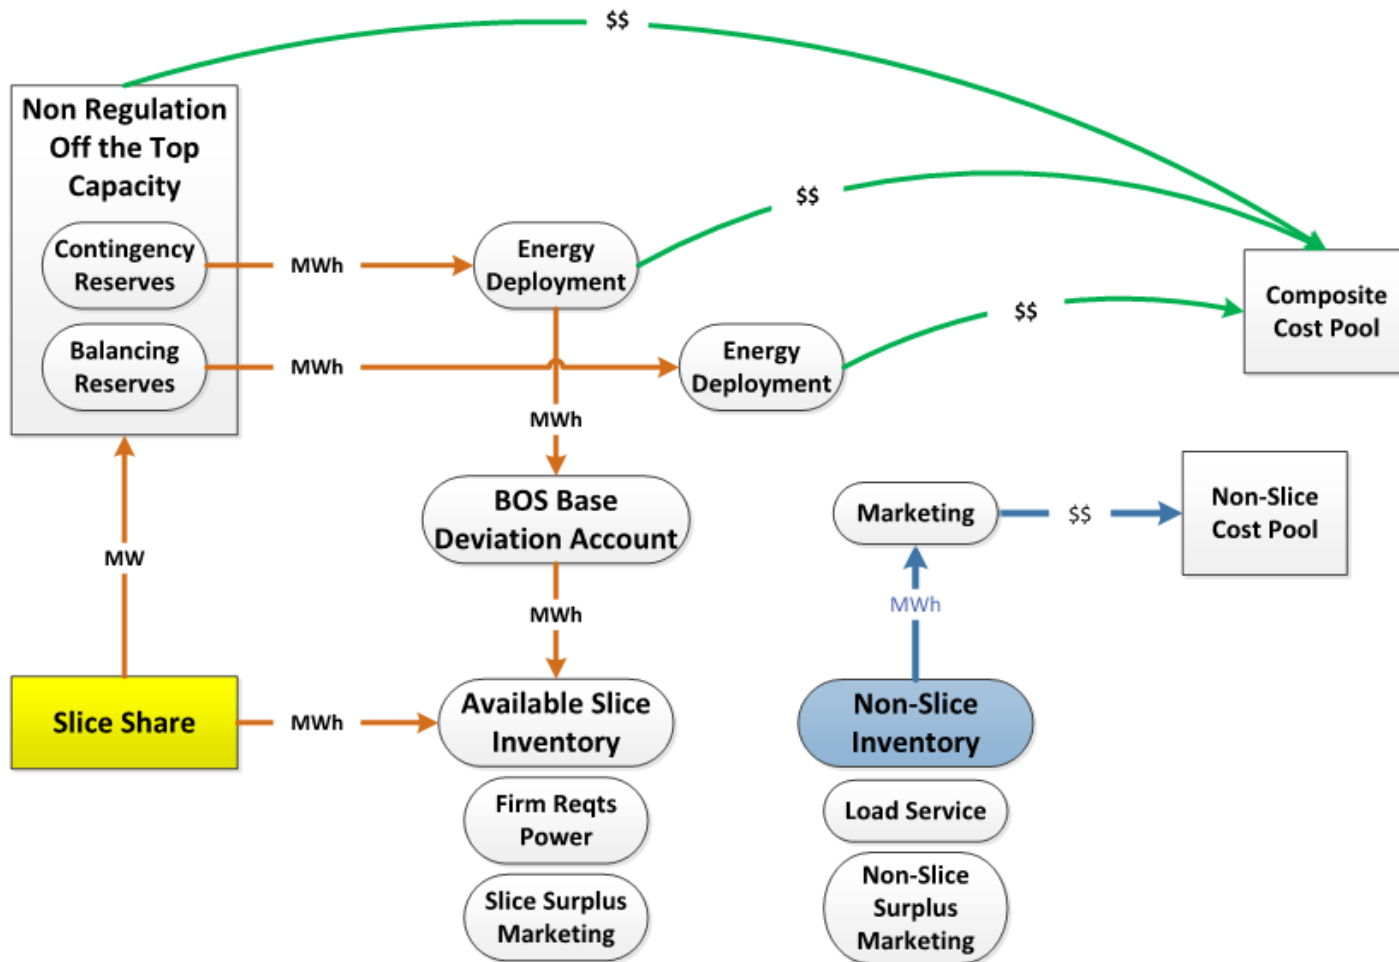 $$
Non Regulation
Off the Top
Capacity
$$
Contingency
Reserves
MWh
Energy
Deployment
Composite
Cost Pool
$$
Balancing
Reserves
MWh
Energy
Deployment
MWh
BOS Base
Deviation Account
Marketing
$$
Non-Slice
Cost Pool
MW
MWh
MWh
Slice Share
MWh
Available Slice
Inventory
Non-Slice
Inventory
Firm Reqts
Power
Load Service
Slice Surplus
Marketing
Non-Slice
Surplus
Marketing